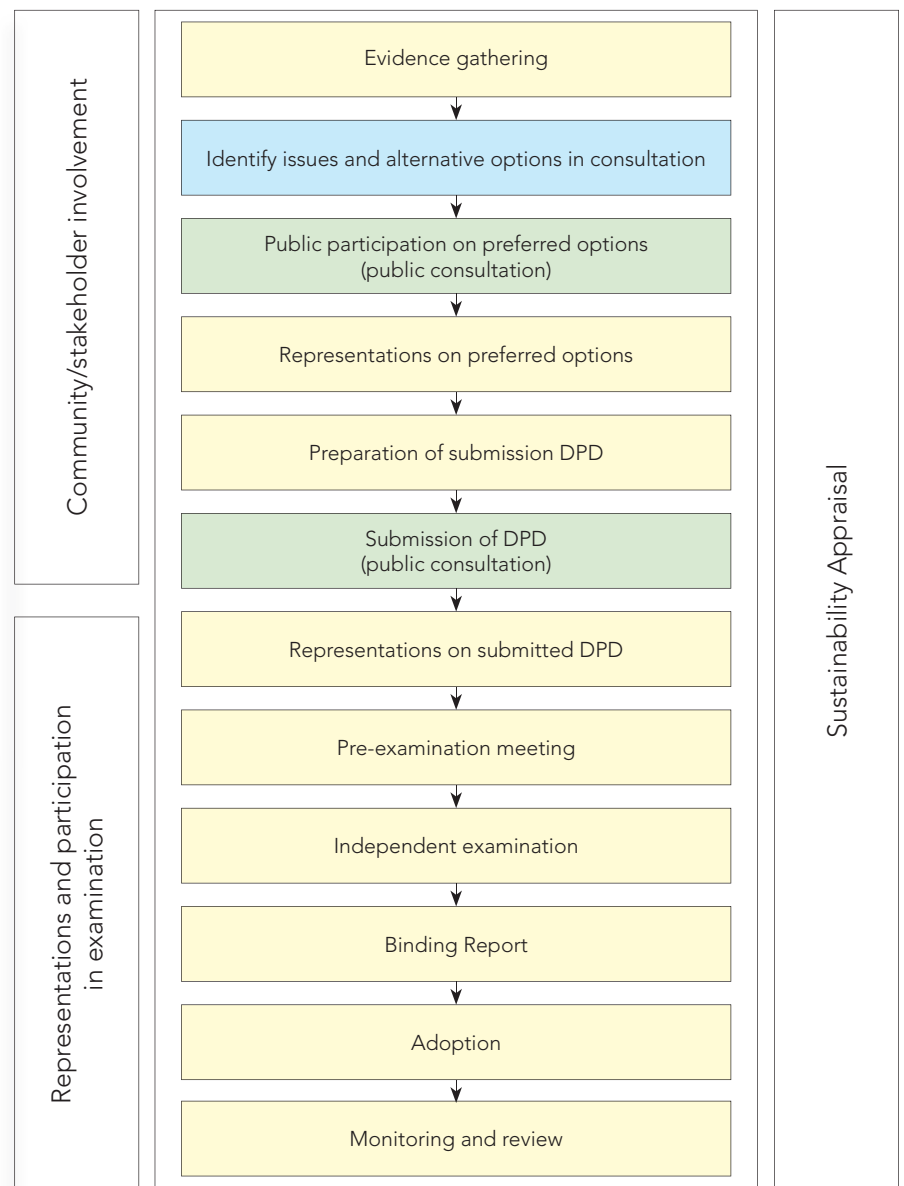 Community/stakeholder involvement
Representations and participation
in examination
Evidence gathering
Identify issues and alternative options in consultation
Public participation on preferred options
(public consultation)
Representations on preferred options
Preparation of submission DPD
Submission of DPD
(public consultation)
Representations on submitted DPD
Pre-examination meeting
Independent examination
Binding Report
Adoption
Monitoring and review
Sustainability Appraisal